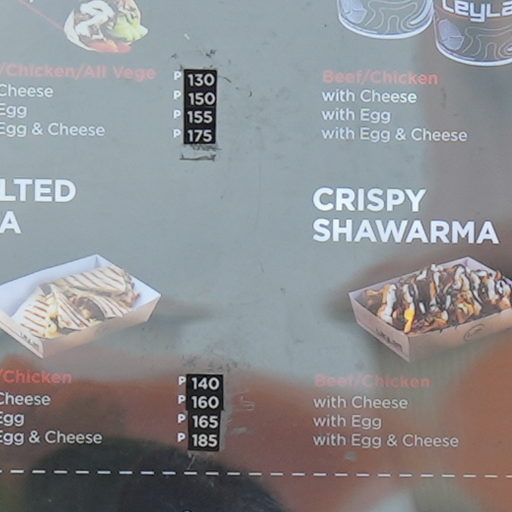 LEYLA
/Chicken/All Vege P 130
Cheese P 150
Egg P 155
Egg & Cheese P 175
Beef/Chicken
with Cheese
with Egg
with Egg & Cheese
LTED
A
CRISPY
SHAWARMA
/Chicken P 140
Cheese P 160
Egg P 165
Egg & Cheese P 185
Beef/Chicken
with Cheese
with Egg
with Egg & Cheese